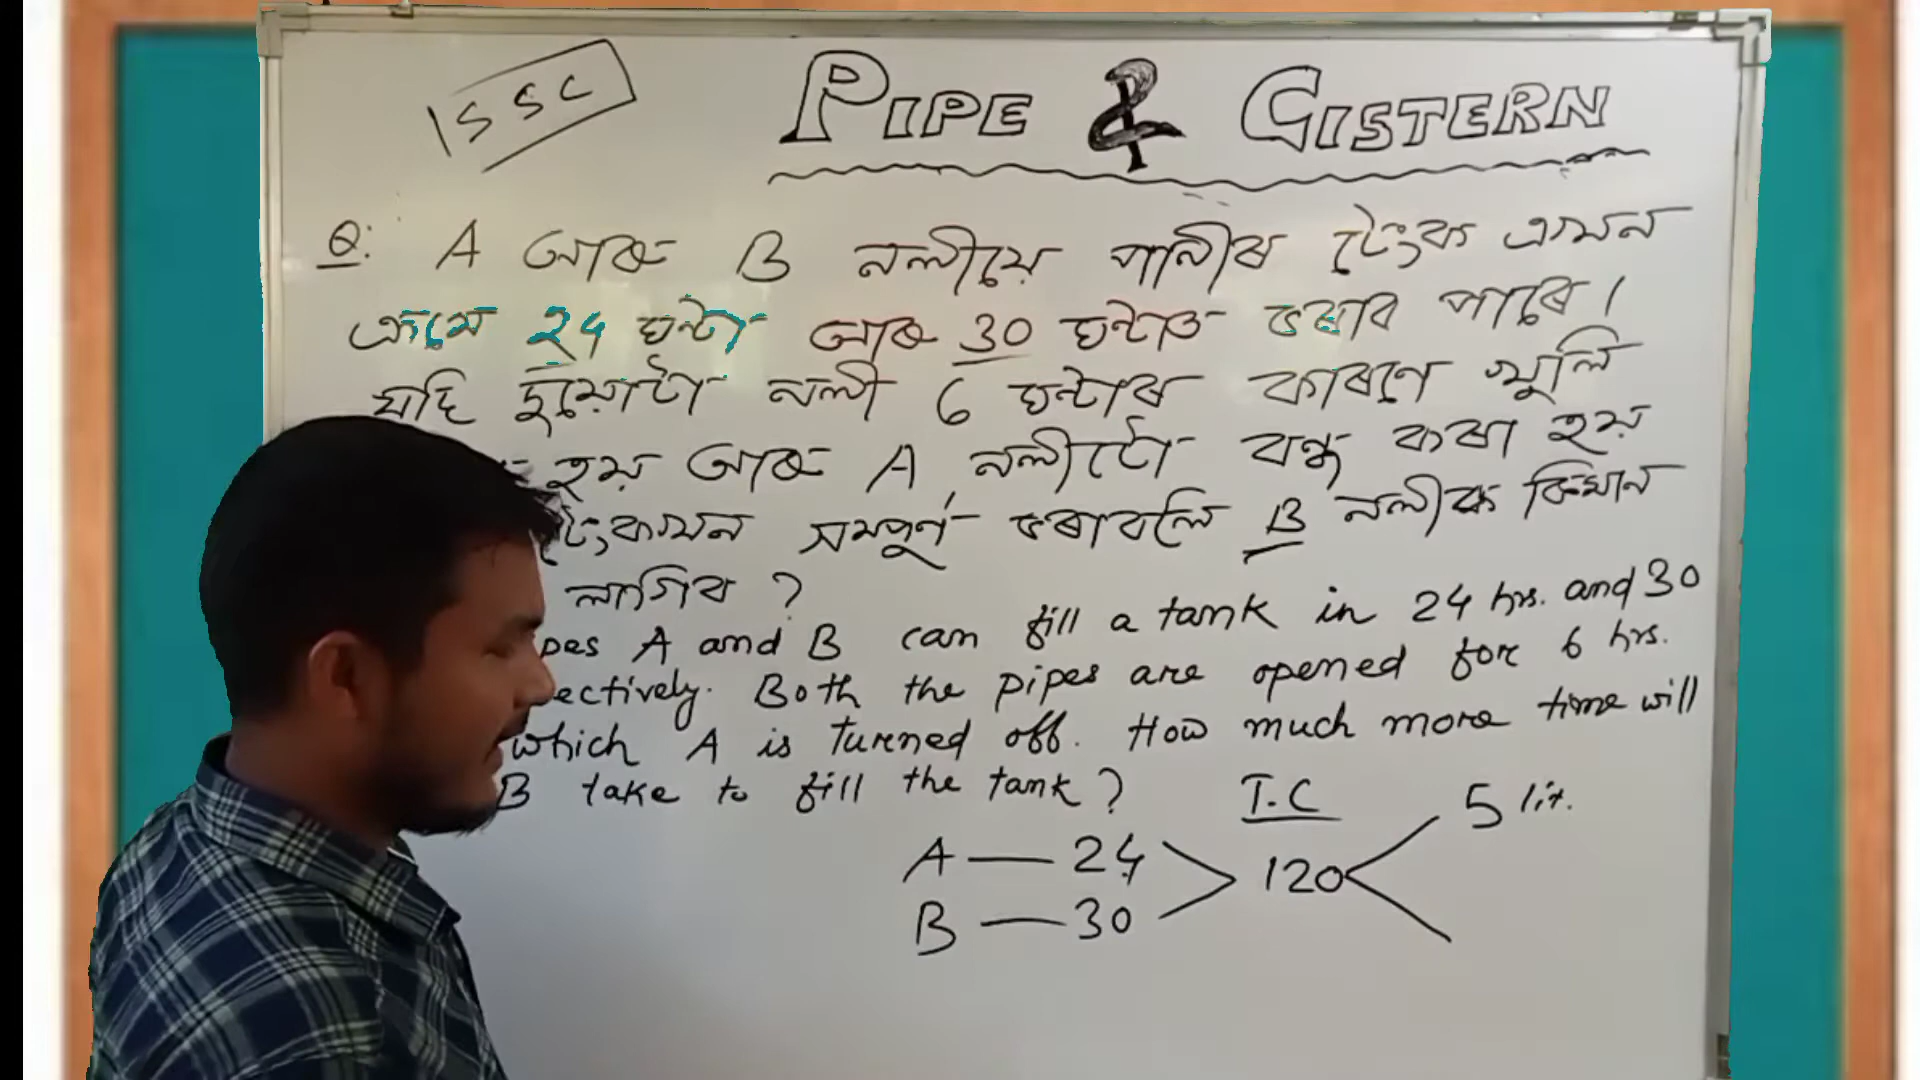 SSC
PIPE & CISTERN
Q: A আৰু B নলীয়ে পানীৰ টেংক এখন
ক্ৰমে 24 ঘন্টা আৰু 30 ঘন্টাত ভৰাব পাৰে।
যদি দুয়োটা নলী 6 ঘন্টাৰ কাৰণে খুলি
হয় আৰু A নলীটো বন্ধ কৰা হয়
টেংকখন সম্পূৰ্ণ ভৰাবলৈ B নলীক কিমান
লাগিব ?
pes A and B can fill a tank in 24 hrs. and 30
ectively. Both the pipes are opened for 6 hrs.
which A is turned off. How much more time will
B take to fill the tank?
T.C
5 lit.
A — 24
120
B — 30